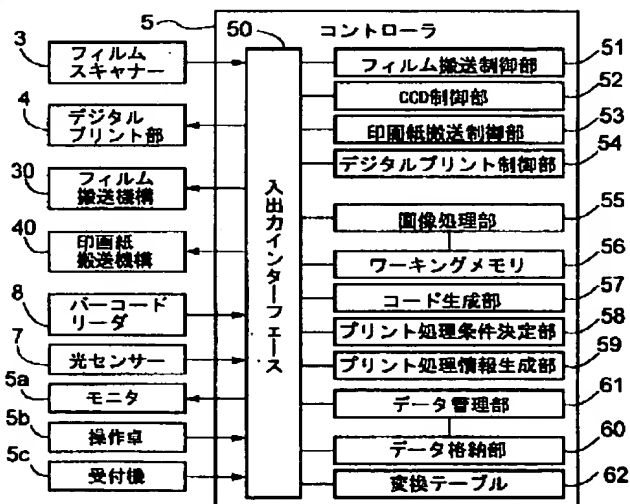 5
50
コントローラ
3
フィルム
スキャナー
4
デジタル
プリント部
30
フィルム
搬送機構
40
印画紙
搬送機構
8
バーコード
リーダ
7
光センサー
5a
モニタ
5b
操作卓
5c
受付機
入出力インターフェース
フィルム搬送制御部
51
CCD制御部
52
印画紙搬送制御部
53
デジタルプリント制御部
54
画像処理部
55
ワーキングメモリ
56
コード生成部
57
プリント処理条件決定部
58
プリント処理情報生成部
59
データ管理部
61
データ格納部
60
変換テーブル
62